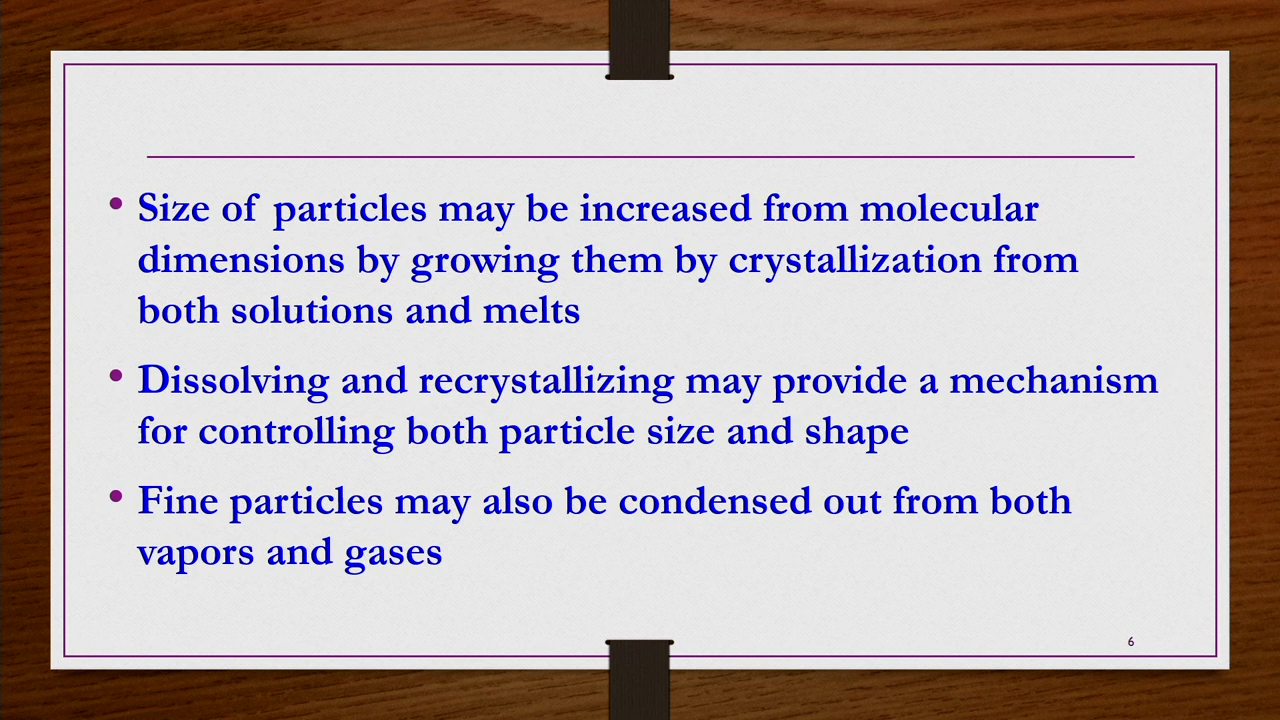 • Size of particles may be increased from molecular
dimensions by growing them by crystallization from
both solutions and melts
• Dissolving and recrystallizing may provide a mechanism
for controlling both particle size and shape
• Fine particles may also be condensed out from both
vapors and gases
6